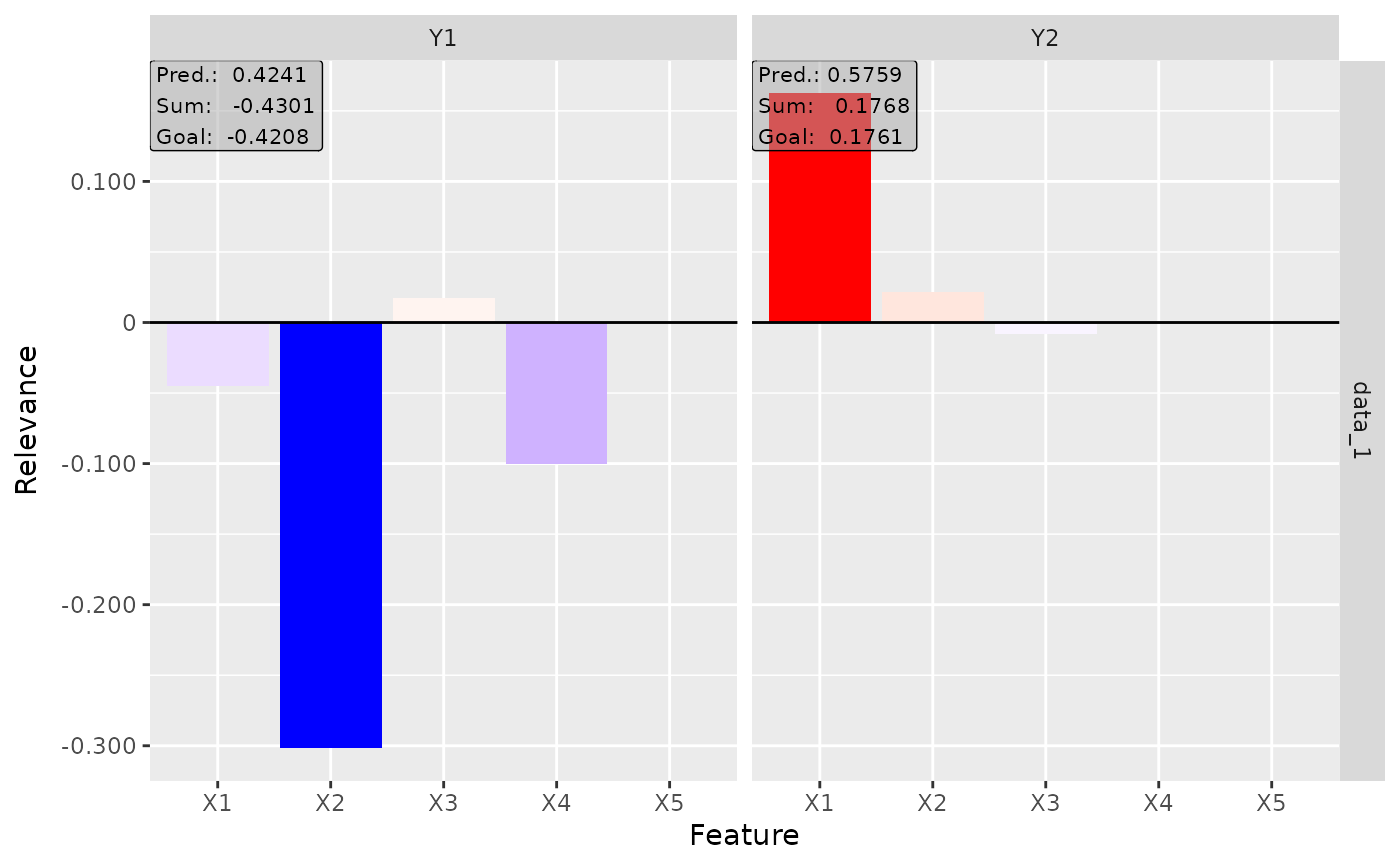 Y1
Y2
Pred.: 0.4241
Sum: -0.4301
Goal: -0.4208
Pred.: 0.5759
Sum: 0.1768
Goal: 0.1761
0.100
0
-0.100
-0.200
-0.300
Relevance
data_1
X1 X2 X3 X4 X5
X1 X2 X3 X4 X5
Feature